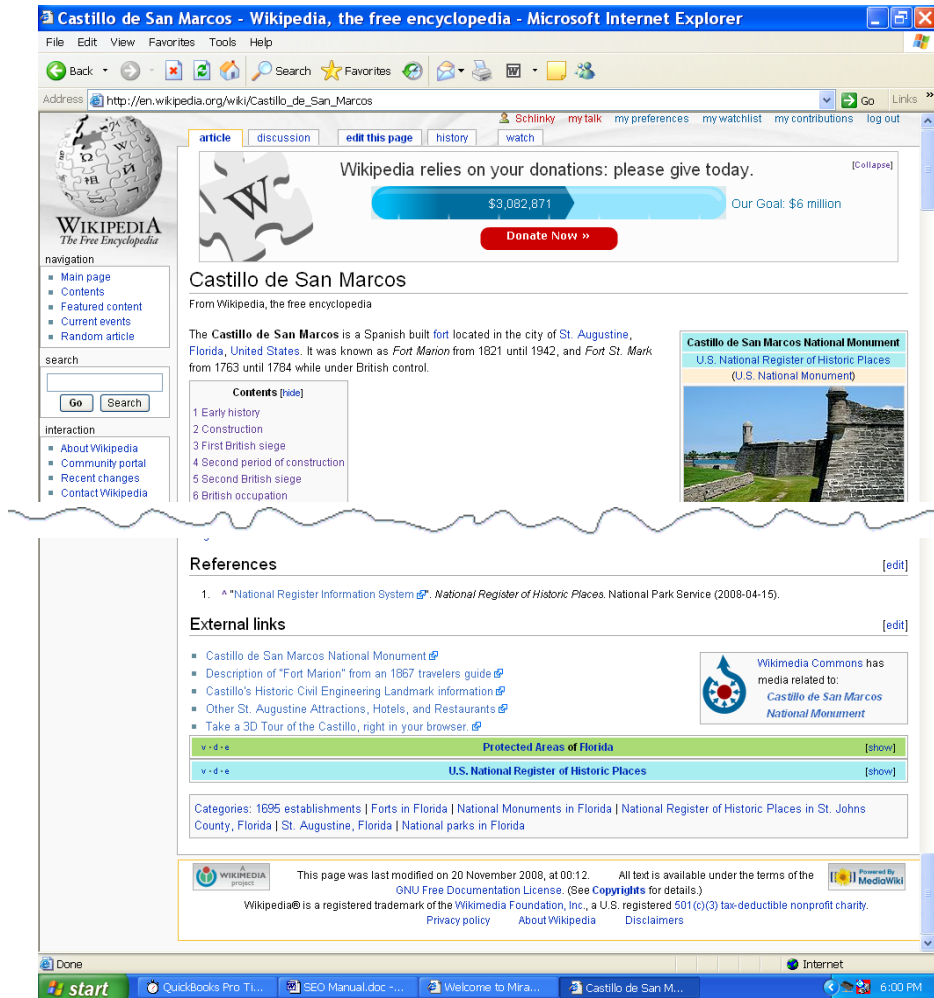 Castillo de San Marcos - Wikipedia, the free encyclopedia - Microsoft Internet Explorer
File Edit View Favorites Tools Help
Back Search Favorites
Address http://en.wikipedia.org/wiki/Castillo_de_San_Marcos Go Links »
Schlinky my talk my preferences my watchlist my contributions log out
article discussion edit this page history watch
Wikipedia relies on your donations: please give today. [Collapse]
$3,082,871 Our Goal: $6 million
Donate Now »
WIKIPEDIA
The Free Encyclopedia
navigation
Main page
Contents
Featured content
Current events
Random article
search
Go Search
interaction
About Wikipedia
Community portal
Recent changes
Contact Wikipedia
Castillo de San Marcos
From Wikipedia, the free encyclopedia
The Castillo de San Marcos is a Spanish built fort located in the city of St. Augustine,
Florida, United States. It was known as Fort Marion from 1821 until 1942, and Fort St. Mark
from 1763 until 1784 while under British control.
Contents [hide]
1 Early history
2 Construction
3 First British siege
4 Second period of construction
5 Second British siege
6 British occupation
Castillo de San Marcos National Monument
U.S. National Register of Historic Places
(U.S. National Monument)
References [edit]
1. ^ "National Register Information System". National Register of Historic Places. National Park Service (2008-04-15).
External links [edit]
Castillo de San Marcos National Monument
Description of "Fort Marion" from an 1867 travelers guide
Castillo's Historic Civil Engineering Landmark information
Other St. Augustine Attractions, Hotels, and Restaurants
Take a 3D Tour of the Castillo, right in your browser.
Wikimedia Commons has
media related to:
Castillo de San Marcos
National Monument
v · d · e Protected Areas of Florida [show]
v · d · e U.S. National Register of Historic Places [show]
Categories: 1695 establishments | Forts in Florida | National Monuments in Florida | National Register of Historic Places in St. Johns
County, Florida | St. Augustine, Florida | National parks in Florida
A WIKIMEDIA project
This page was last modified on 20 November 2008, at 00:12. All text is available under the terms of the
GNU Free Documentation License. (See Copyrights for details.)
Wikipedia® is a registered trademark of the Wikimedia Foundation, Inc., a U.S. registered 501(c)(3) tax-deductible nonprofit charity.
Privacy policy About Wikipedia Disclaimers
Powered By MediaWiki
Done Internet
start QuickBooks Pro Ti... SEO Manual.doc -... Welcome to Mira... Castillo de San M... 6:00 PM